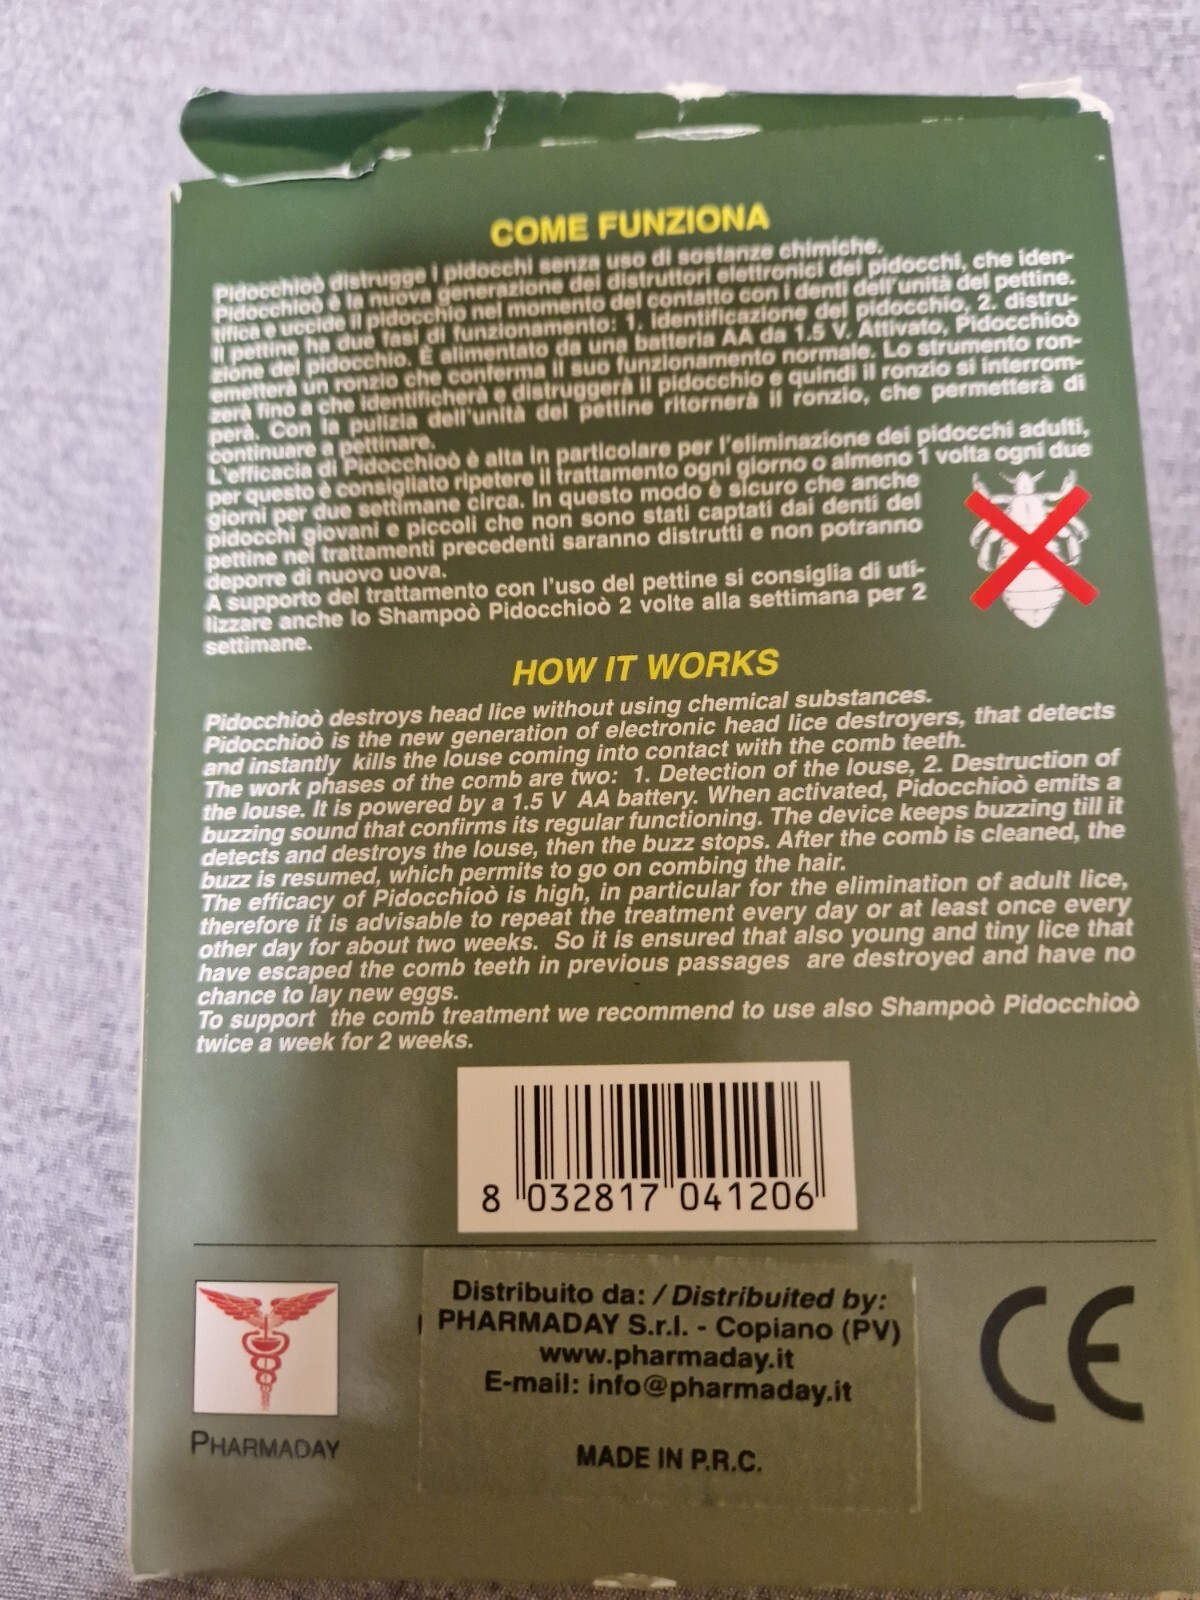 COME FUNZIONA
Pidocchioò distrugge i pidocchi senza uso di sostanze chimiche.
Pidocchioò è la nuova generazione dei distruttori elettronici dei pidocchi, che iden-
tifica e uccide il pidocchio nel momento del contatto con i denti dell'unità del pettine.
Il pettine ha due fasi di funzionamento: 1. Identificazione del pidocchio, 2. distru-
zione del pidocchio. È alimentato da una batteria AA da 1.5 V. Attivato, Pidocchioò
emetterà un ronzio che conferma il suo funzionamento normale. Lo strumento ron-
zerà fino a che identificherà e distruggerà il pidocchio e quindi il ronzio si interrom-
perà. Con la pulizia dell'unità del pettine ritornerà il ronzio, che permetterà di
continuare a pettinare.
L'efficacia di Pidocchioò è alta in particolare per l'eliminazione dei pidocchi adulti,
per questo è consigliato ripetere il trattamento ogni giorno o almeno 1 volta ogni due
giorni per due settimane circa. In questo modo è sicuro che anche
pidocchi giovani e piccoli che non sono stati captati dai denti del
pettine nei trattamenti precedenti saranno distrutti e non potranno
deporre di nuovo uova.
A supporto del trattamento con l'uso del pettine si consiglia di uti-
lizzare anche lo Shampoò Pidocchioò 2 volte alla settimana per 2
settimane.
HOW IT WORKS
Pidocchioò destroys head lice without using chemical substances.
Pidocchioò is the new generation of electronic head lice destroyers, that detects
and instantly kills the louse coming into contact with the comb teeth.
The work phases of the comb are two: 1. Detection of the louse, 2. Destruction of
the louse. It is powered by a 1.5 V AA battery. When activated, Pidocchioò emits a
buzzing sound that confirms its regular functioning. The device keeps buzzing till it
detects and destroys the louse, then the buzz stops. After the comb is cleaned, the
buzz is resumed, which permits to go on combing the hair.
The efficacy of Pidocchioò is high, in particular for the elimination of adult lice,
therefore it is advisable to repeat the treatment every day or at least once every
other day for about two weeks. So it is ensured that also young and tiny lice that
have escaped the comb teeth in previous passages are destroyed and have no
chance to lay new eggs.
To support the comb treatment we recommend to use also Shampoò Pidocchioò
twice a week for 2 weeks.
8 032817 041206
Distribuito da: / Distribuited by:
PHARMADAY S.r.l. - Copiano (PV)
www.pharmaday.it
E-mail: info@pharmaday.it
MADE IN P.R.C.
PHARMADAY
CE